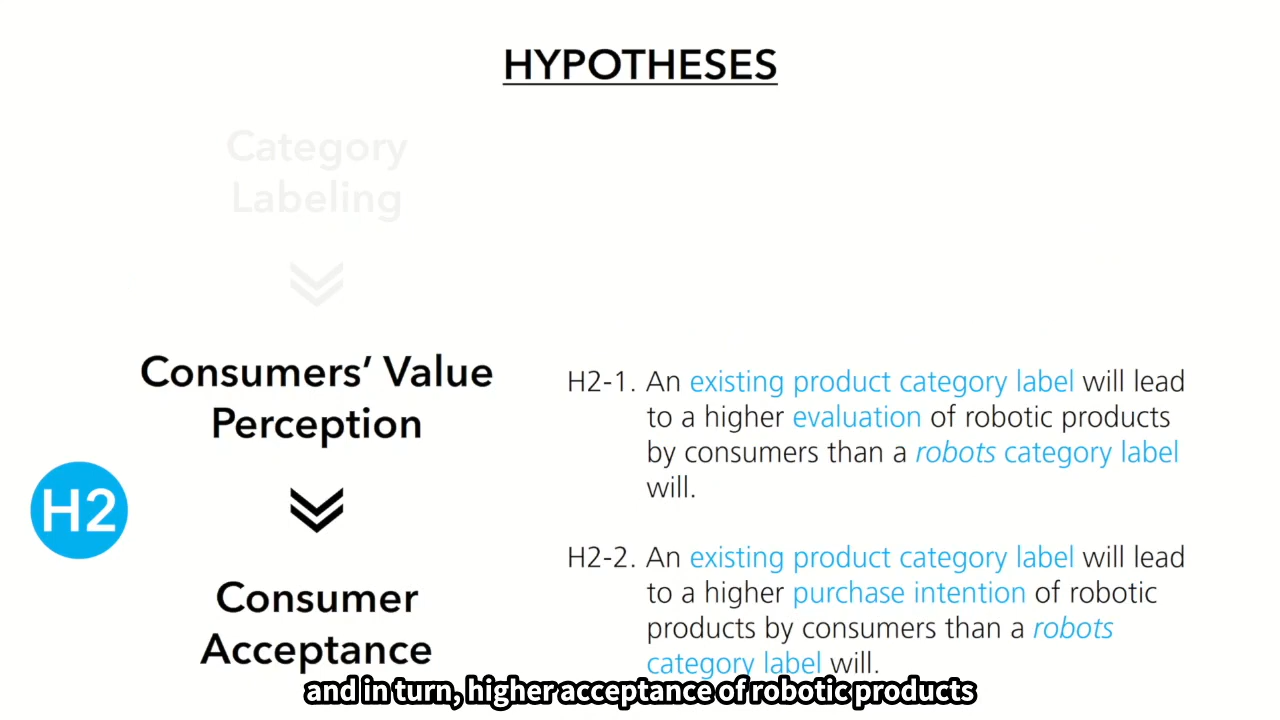 HYPOTHESES
Category
Labeling
Consumers' Value
Perception
H2
Consumer
Acceptance
H2-1. An existing product category label will lead
to a higher evaluation of robotic products
by consumers than a robots category label
will.
H2-2. An existing product category label will lead
to a higher purchase intention of robotic
products by consumers than a robots
category label will.
and in turn, higher acceptance of robotic products